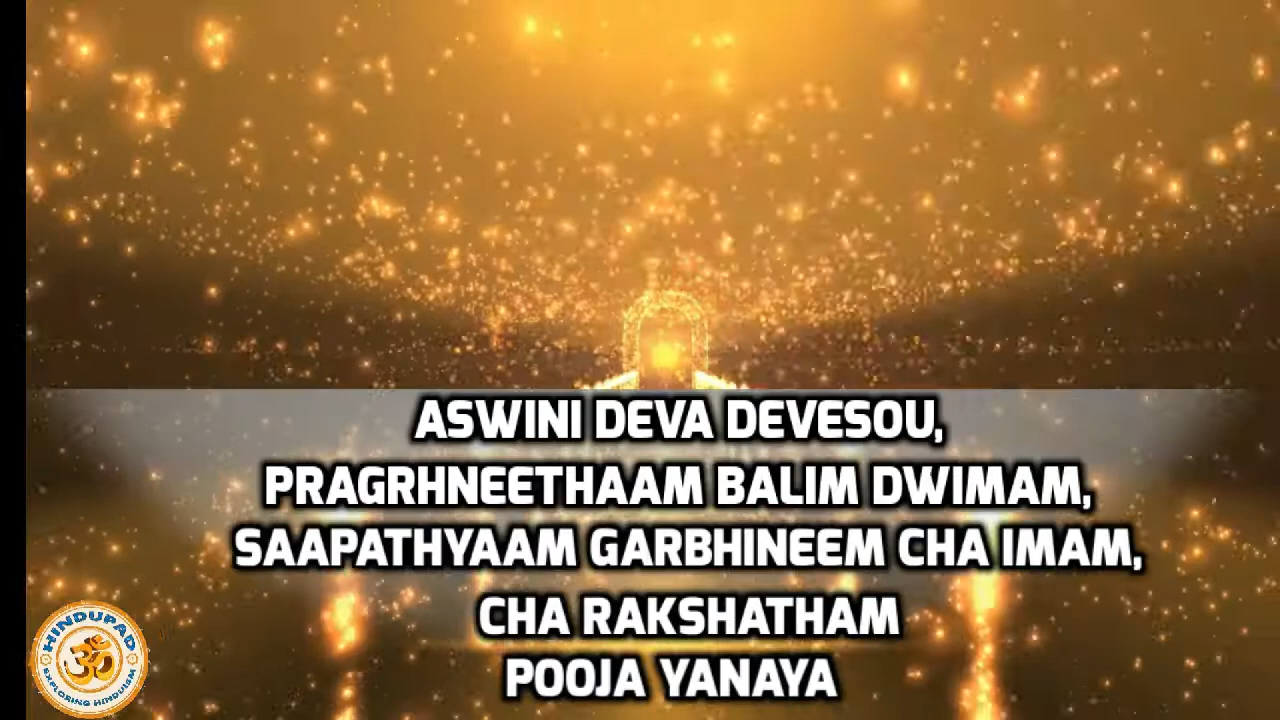 ASWINI DEVA DEVESOU,
PRAGRHNEETHAAM BALIM DWIMAM,
SAAPATHYAAM GARBHINEEM CHA IMAM,
CHA RAKSHATHAM
POOJA YANAYA
HINDUPAD
EXPLORING HINDUISM
ॐ